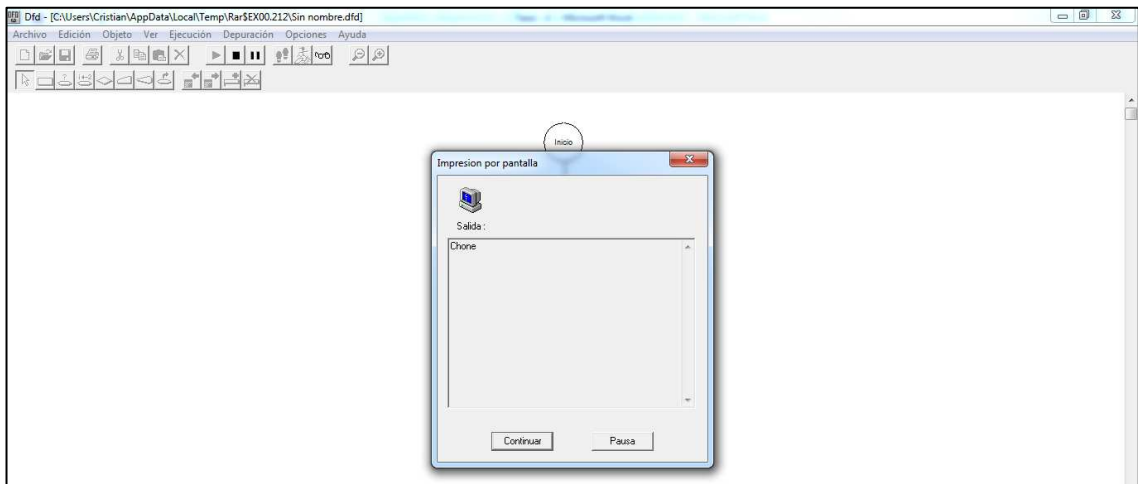 Dfd - [C:\Users\Cristian\AppData\Local\Temp\Rar$EX00.212\Sin nombre.dfd]
Archivo Edición Objeto Ver Ejecución Depuración Opciones Ayuda
Inicio
Impresion por pantalla
Salida :
Chone
Continuar Pausa